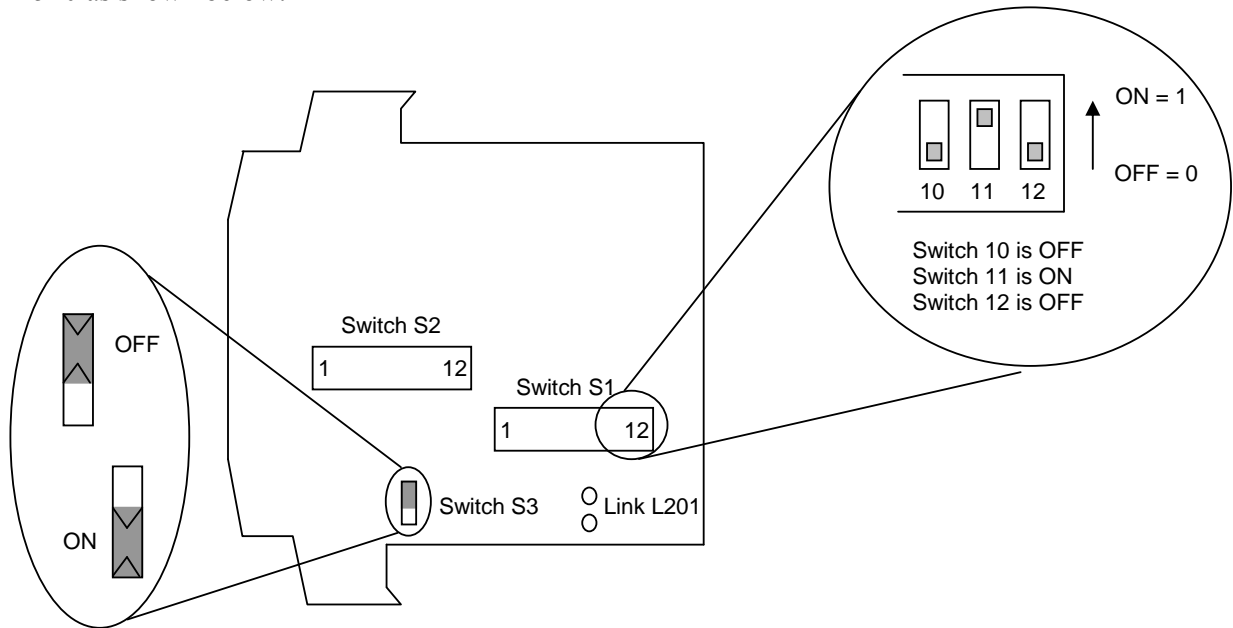 ON = 1
OFF = 0
10 11 12
Switch 10 is OFF
Switch 11 is ON
Switch 12 is OFF
OFF
ON
Switch S2
1 12
Switch S1
1 12
Switch S3
Link L201